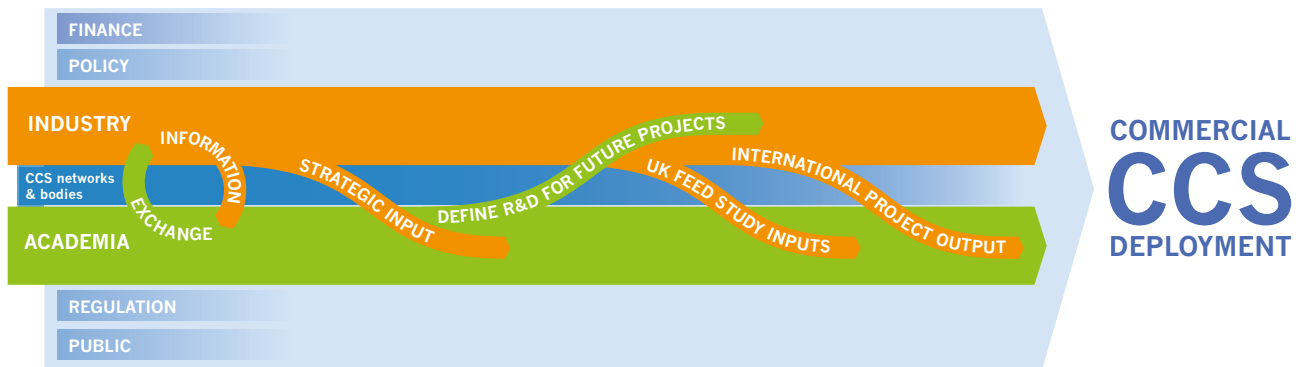 FINANCE
POLICY
INDUSTRY
INFORMATION
EXCHANGE
CCS networks
& bodies
STRATEGIC INPUT
DEFINE R&D FOR FUTURE PROJECTS
UK FEED STUDY INPUTS
INTERNATIONAL PROJECT OUTPUT
ACADEMIA
REGULATION
PUBLIC
COMMERCIAL
CCS
DEPLOYMENT